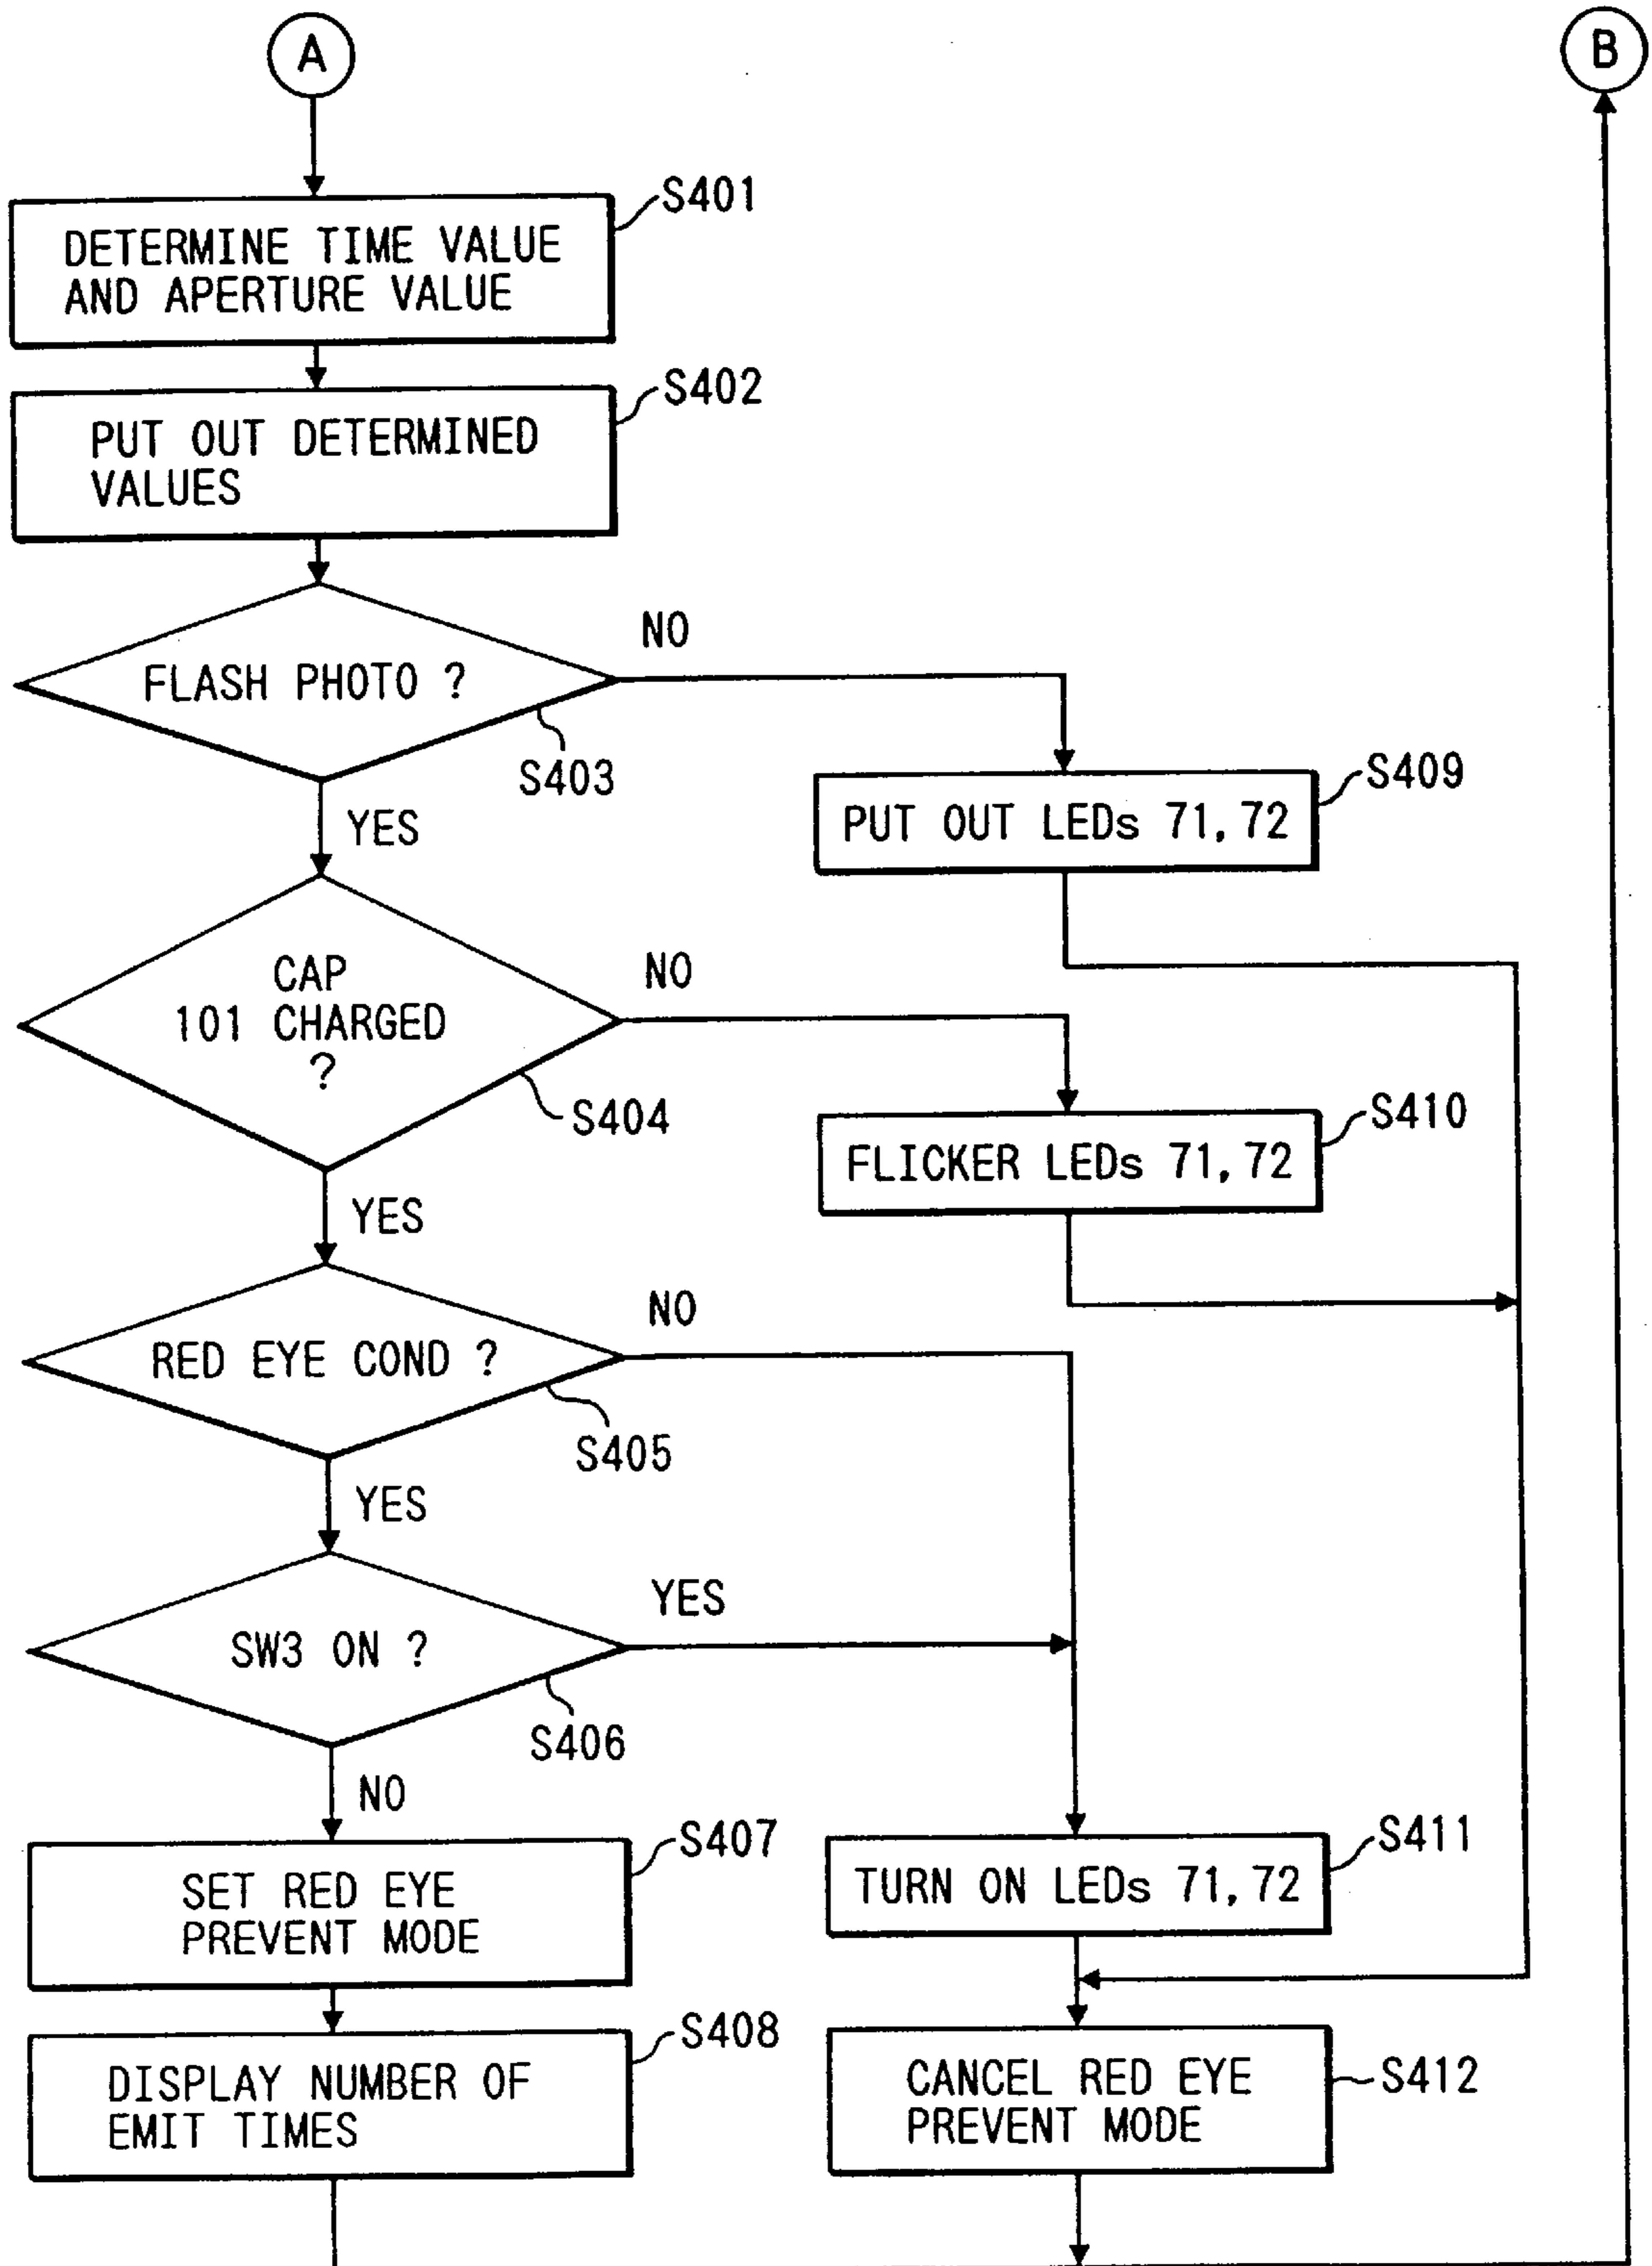 A
B
S401
DETERMINE TIME VALUE
AND APERTURE VALUE
S402
PUT OUT DETERMINED
VALUES
FLASH PHOTO ?
NO
S403
YES
S409
PUT OUT LEDs 71, 72
CAP
101 CHARGED
?
NO
S404
YES
S410
FLICKER LEDs 71, 72
RED EYE COND ?
NO
S405
YES
SW3 ON ?
YES
S406
NO
S407
SET RED EYE
PREVENT MODE
S411
TURN ON LEDs 71, 72
S408
DISPLAY NUMBER OF
EMIT TIMES
S412
CANCEL RED EYE
PREVENT MODE